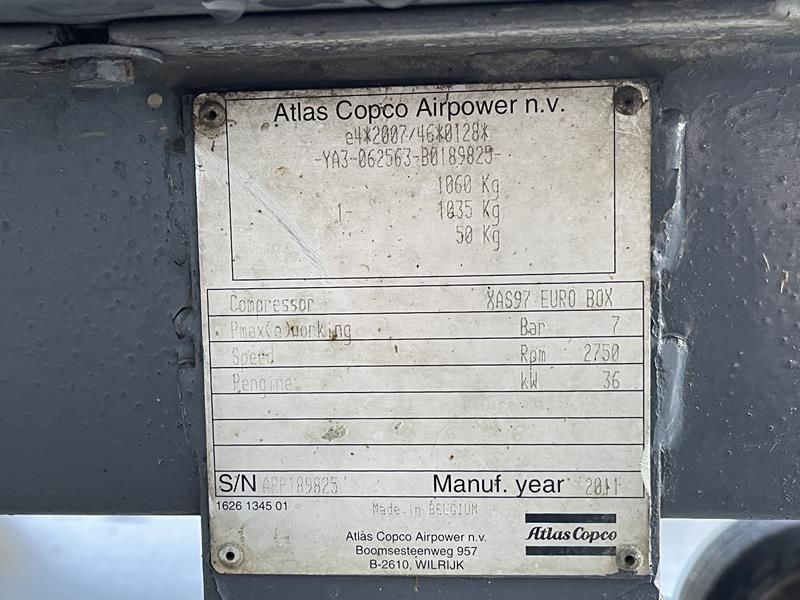 Atlas Copco Airpower n.v.
e4*2007/46*0128*
-YA3-062563-B0189825-
1060 Kg
1- 1035 Kg
50 Kg
Compressor XAS97 EURO BOX
Pmax(e)working Bar 7
Speed Rpm 2750
Pengine kW 36
S/N APP189825 Manuf. year 2011
1626 1345 01
Made in BELGIUM
Atlas Copco Airpower n.v.
Boomsesteenweg 957
B-2610, WILRIJK
Atlas Copco